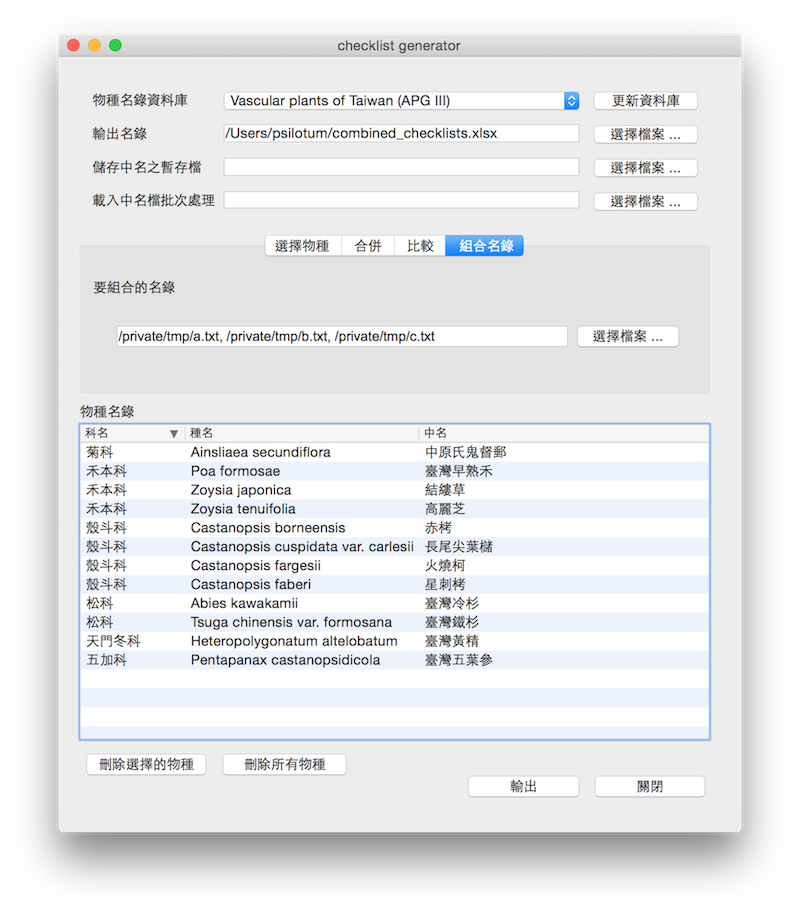 checklist generator
物種名錄資料庫 Vascular plants of Taiwan (APG III) 更新資料庫
輸出名錄 /Users/psilotum/combined_checklists.xlsx 選擇檔案 ...
儲存中名之暫存檔 選擇檔案 ...
載入中名檔批次處理 選擇檔案 ...
選擇物種 合併 比較 組合名錄
要組合的名錄
/private/tmp/a.txt, /private/tmp/b.txt, /private/tmp/c.txt 選擇檔案 ...
物種名錄
科名 ▼ 種名 中名
菊科 Ainsliaea secundiflora 中原氏鬼督郵
禾本科 Poa formosae 臺灣早熟禾
禾本科 Zoysia japonica 結縷草
禾本科 Zoysia tenuifolia 高麗芝
殼斗科 Castanopsis borneensis 赤栲
殼斗科 Castanopsis cuspidata var. carlesii 長尾尖葉櫧
殼斗科 Castanopsis fargesii 火燒柯
殼斗科 Castanopsis faberi 星刺栲
松科 Abies kawakamii 臺灣冷杉
松科 Tsuga chinensis var. formosana 臺灣鐵杉
天門冬科 Heteropolygonatum altelobatum 臺灣黃精
五加科 Pentapanax castanopsidicola 臺灣五葉參
刪除選擇的物種 刪除所有物種
輸出 關閉